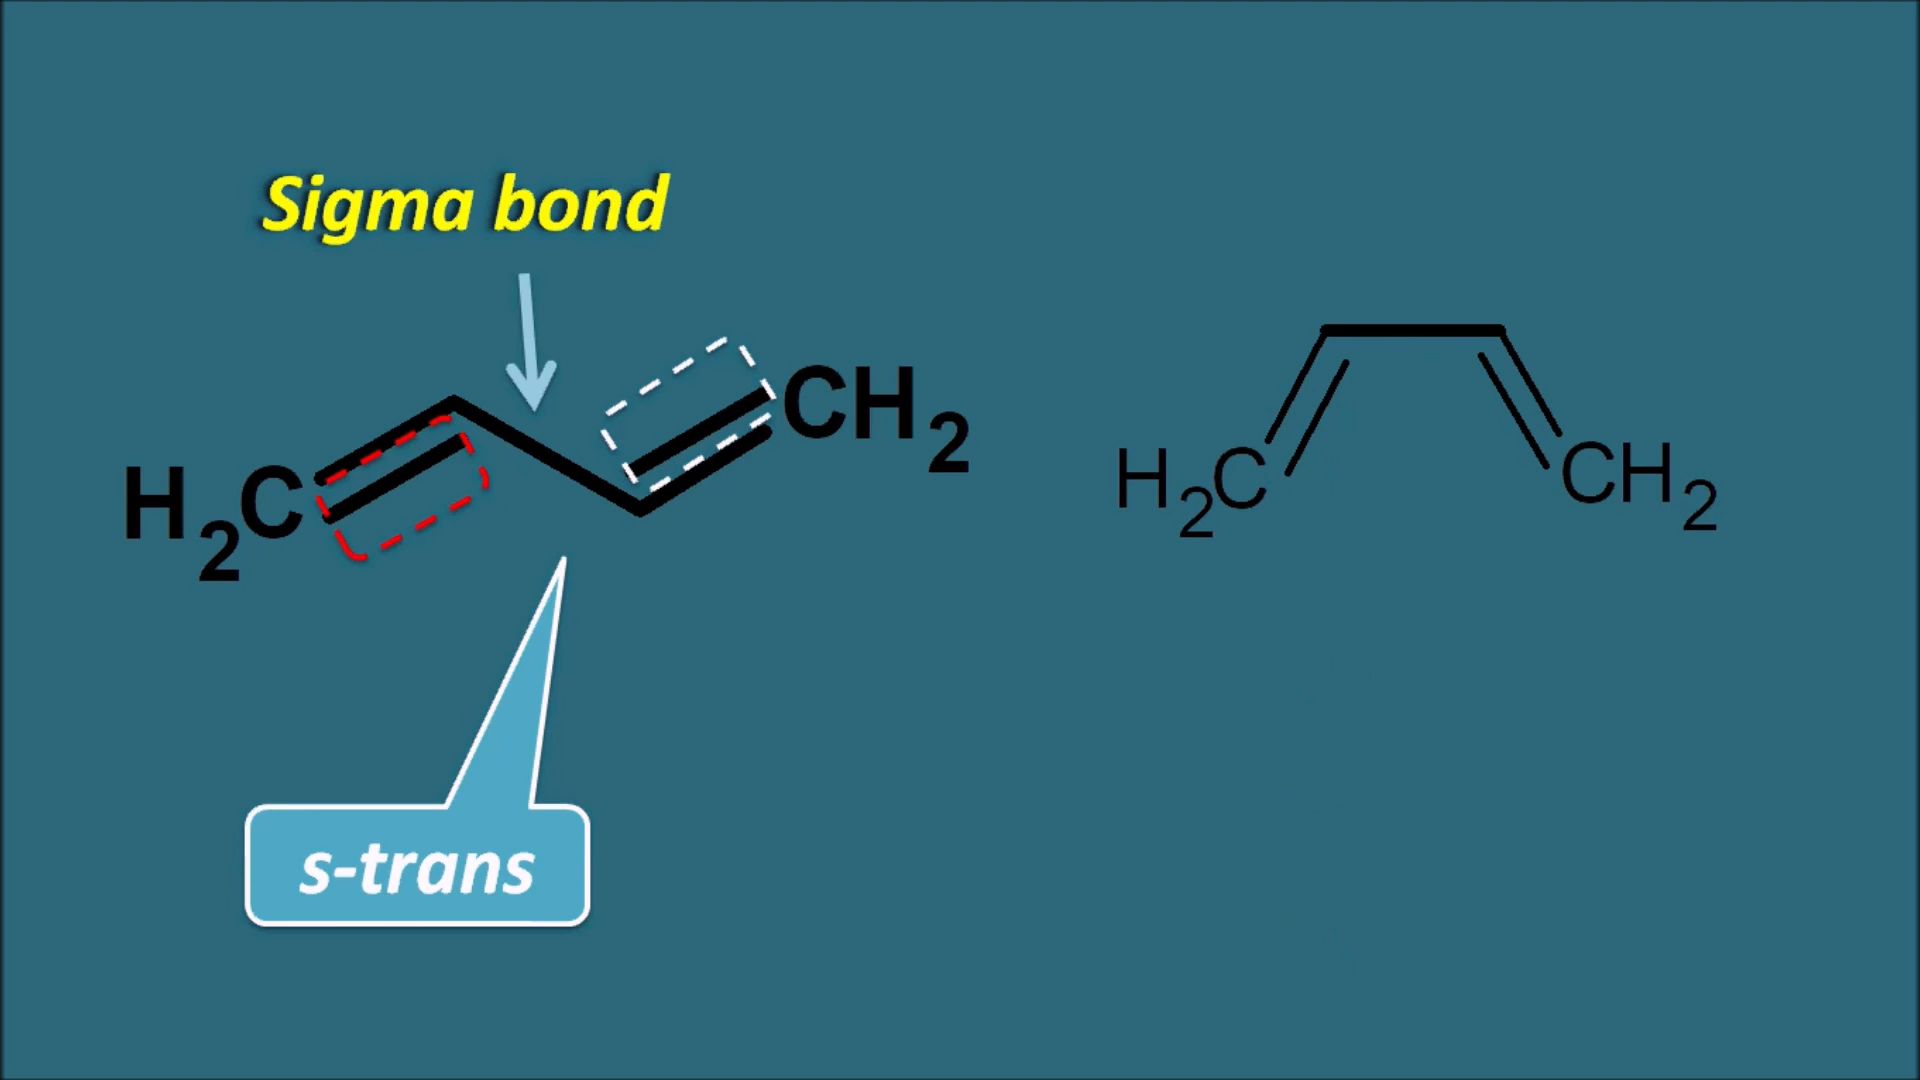 Sigma bond
H2C
CH2
H2C
CH2
s-trans